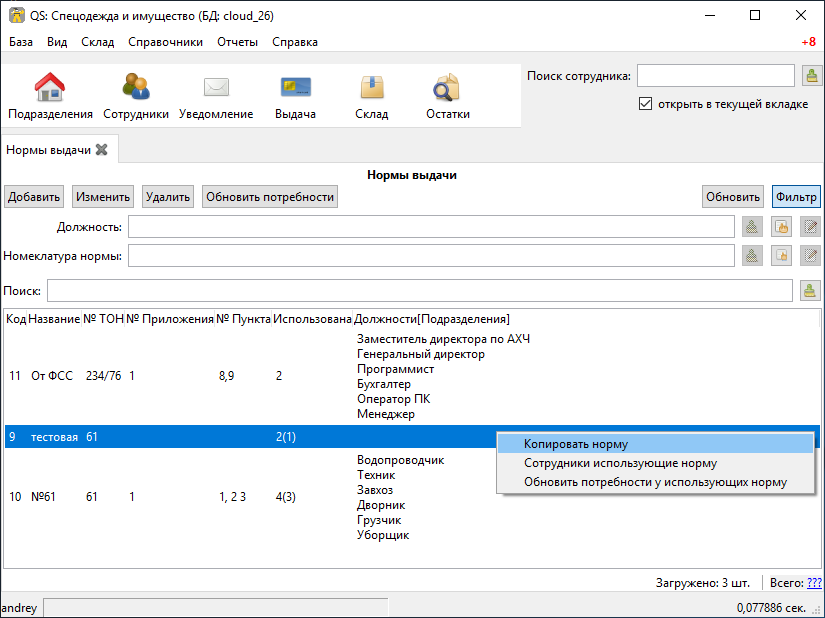 QS: Спецодежда и имущество (БД: cloud_26)
База Вид Склад Справочники Отчеты Справка +8
Подразделения Сотрудники Уведомление Выдача Склад Остатки
Поиск сотрудника:
открыть в текущей вкладке
Нормы выдачи
Нормы выдачи
Добавить Изменить Удалить Обновить потребности Обновить Фильтр
Должность:
Номеклатура нормы:
Поиск:
Код Название № ТОН № Приложения № Пункта Использована Должности[Подразделения]
Заместитель директора по АХЧ
Генеральный директор
11 От ФСС 234/76 1 8,9 2 Программист
Бухгалтер
Оператор ПК
Менеджер
9 тестовая 61 2(1)
Копировать норму
Сотрудники использующие норму
Обновить потребности у использующих норму
Водопроводчик
Техник
10 №61 61 1 1, 2 3 4(3) Завхоз
Дворник
Грузчик
Уборщик
Загружено: 3 шт. Всего: ???
andrey 0,077886 сек.